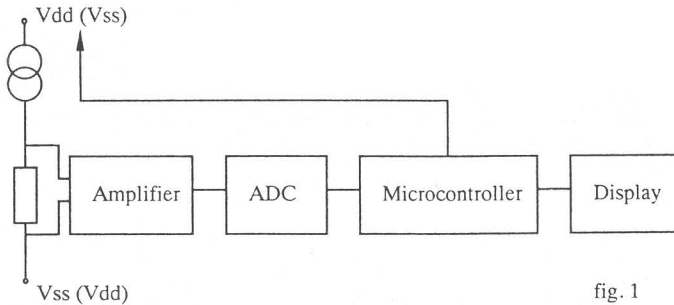 Vdd (Vss)
Amplifier
ADC
Microcontroller
Display
Vss (Vdd)
fig. 1